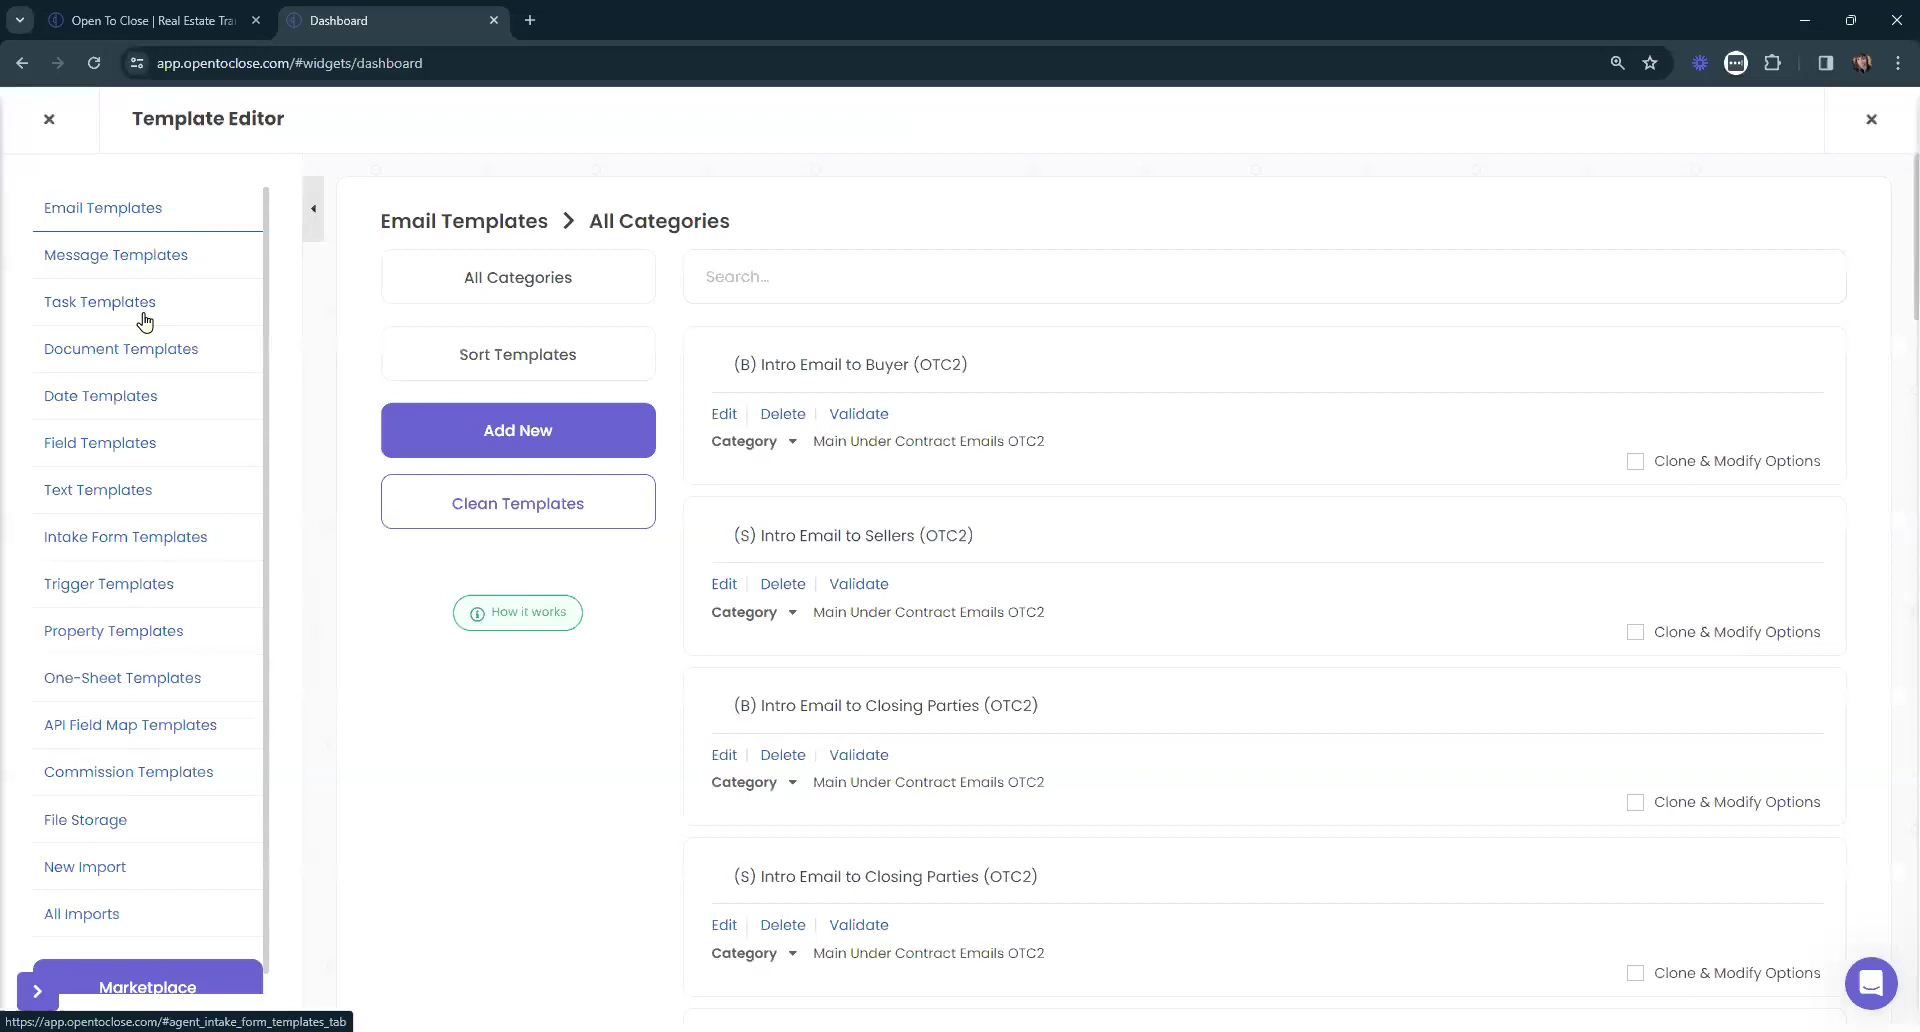 Open To Close | Real Estate Tra
Dashboard
app.opentoclose.com/#widgets/dashboard
Template Editor
Email Templates
Message Templates
Task Templates
Document Templates
Date Templates
Field Templates
Text Templates
Intake Form Templates
Trigger Templates
Property Templates
One-Sheet Templates
API Field Map Templates
Commission Templates
File Storage
New Import
All Imports
Marketplace
https://app.opentoclose.com/#agent_intake_form_templates_tab
Email Templates > All Categories
All Categories
Sort Templates
Add New
Clean Templates
How it works
Search...
(B) Intro Email to Buyer (OTC2)
Edit Delete Validate
Category Main Under Contract Emails OTC2
Clone & Modify Options
(S) Intro Email to Sellers (OTC2)
Edit Delete Validate
Category Main Under Contract Emails OTC2
Clone & Modify Options
(B) Intro Email to Closing Parties (OTC2)
Edit Delete Validate
Category Main Under Contract Emails OTC2
Clone & Modify Options
(S) Intro Email to Closing Parties (OTC2)
Edit Delete Validate
Category Main Under Contract Emails OTC2
Clone & Modify Options